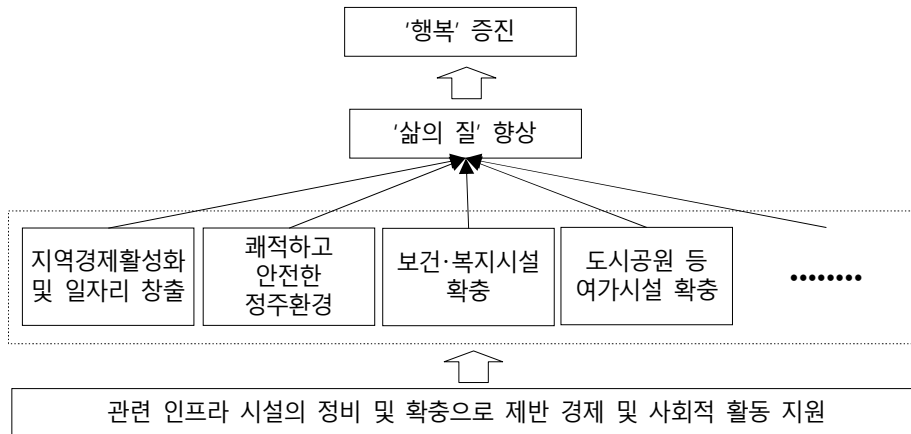 '행복' 증진
'삶의 질' 향상
지역경제활성화
및 일자리 창출
쾌적하고
안전한
정주환경
보건·복지시설
확충
도시공원 등
여가시설 확충
••••••••
관련 인프라 시설의 정비 및 확충으로 제반 경제 및 사회적 활동 지원